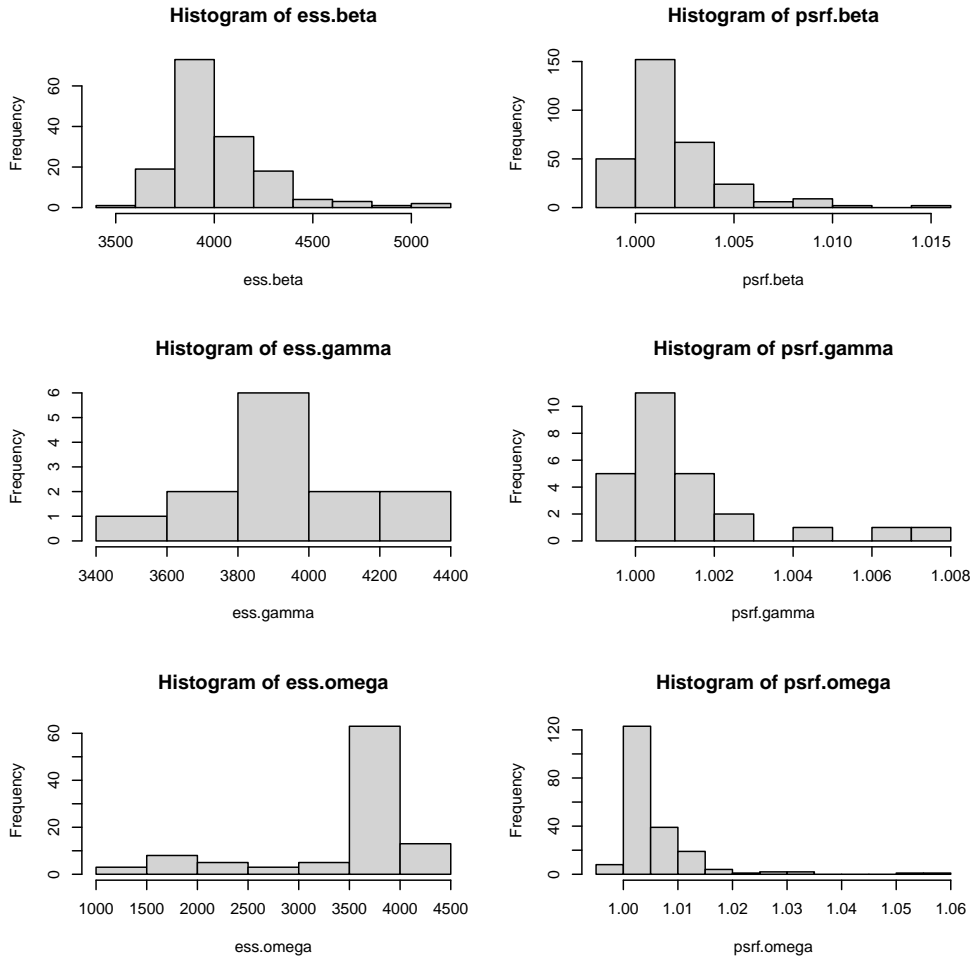 Histogram of ess.beta
Frequency
0 20 40 60
3500 4000 4500 5000
ess.beta
Histogram of psrf.beta
Frequency
0 50 100 150
1.000 1.005 1.010 1.015
psrf.beta
Histogram of ess.gamma
Frequency
0 1 2 3 4 5 6
3400 3600 3800 4000 4200 4400
ess.gamma
Histogram of psrf.gamma
Frequency
0 2 4 6 8 10
1.000 1.002 1.004 1.006 1.008
psrf.gamma
Histogram of ess.omega
Frequency
0 20 40 60
1000 1500 2000 2500 3000 3500 4000 4500
ess.omega
Histogram of psrf.omega
Frequency
0 40 80 120
1.00 1.01 1.02 1.03 1.04 1.05 1.06
psrf.omega